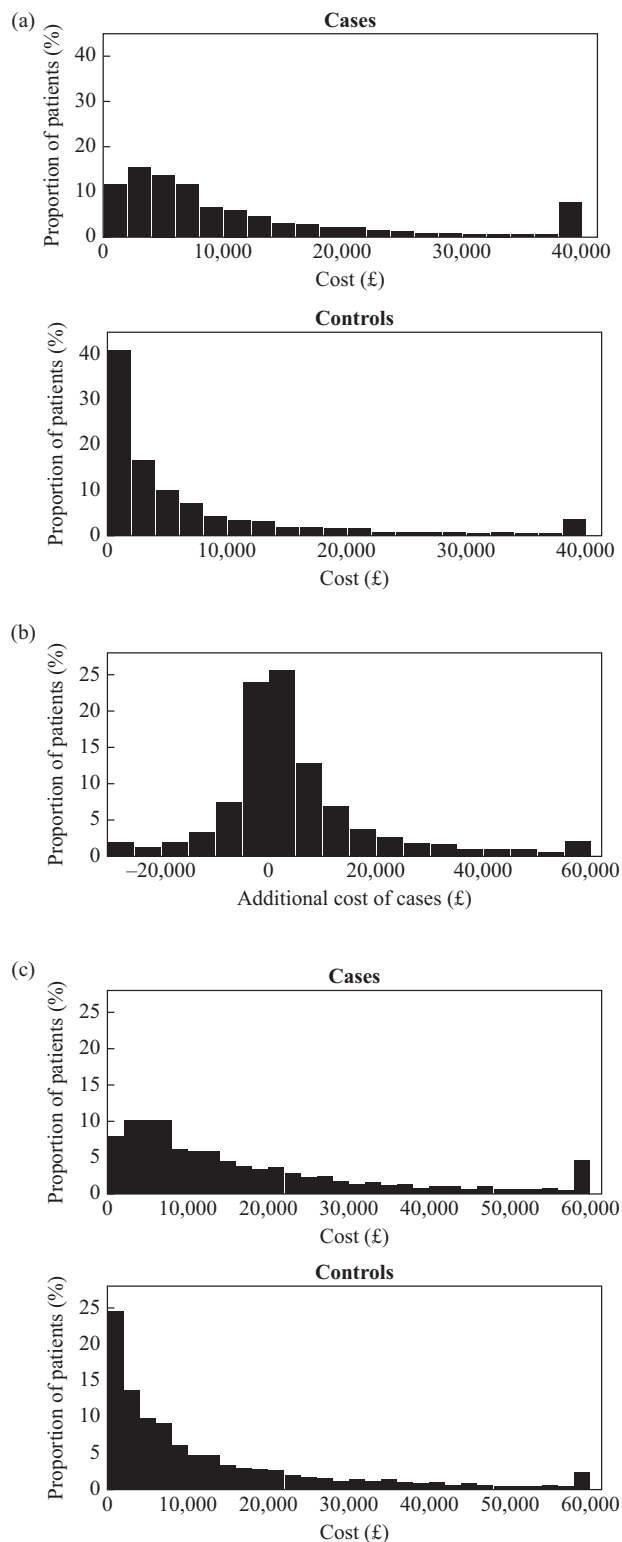 (a)
Cases
Proportion of patients (%)
40
30
20
10
0
0 10,000 20,000 30,000 40,000
Cost (£)
Controls
Proportion of patients (%)
40
30
20
10
0
0 10,000 20,000 30,000 40,000
Cost (£)
(b)
Proportion of patients (%)
25
20
15
10
5
0
−20,000 0 20,000 40,000 60,000
Additional cost of cases (£)
(c)
Cases
Proportion of patients (%)
25
20
15
10
5
0
0 10,000 20,000 30,000 40,000 50,000 60,000
Cost (£)
Controls
Proportion of patients (%)
25
20
15
10
5
0
0 10,000 20,000 30,000 40,000 50,000 60,000
Cost (£)